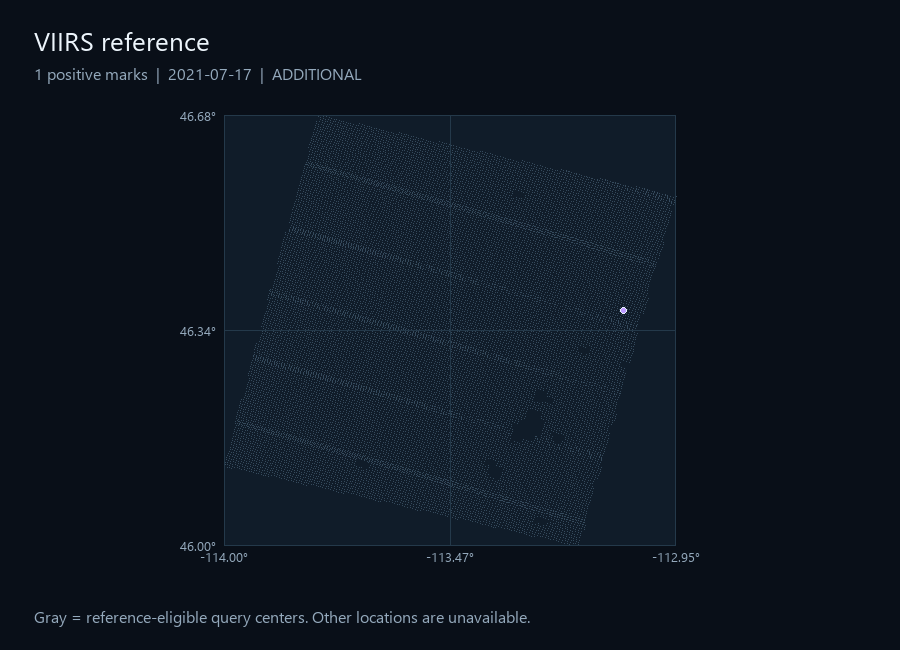 VIIRS reference
1 positive marks | 2021-07-17 | ADDITIONAL
46.68°
46.34°
46.00°
-114.00°
-113.47°
-112.95°
Gray = reference-eligible query centers. Other locations are unavailable.